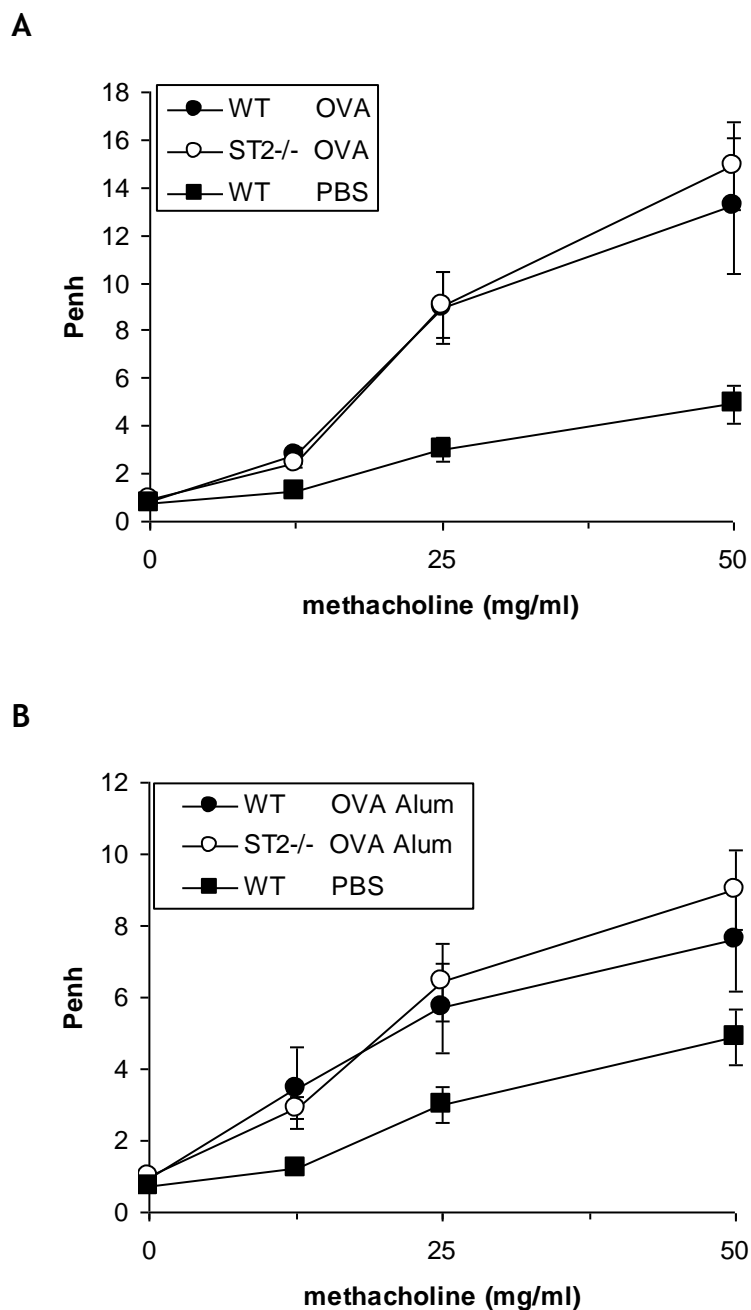 A
18
16
14
12
10
8
6
4
2
0
Penh
WT OVA
ST2-/- OVA
WT PBS
0 25 50
methacholine (mg/ml)
B
12
10
8
6
4
2
0
Penh
WT OVA Alum
ST2-/- OVA Alum
WT PBS
0 25 50
methacholine (mg/ml)